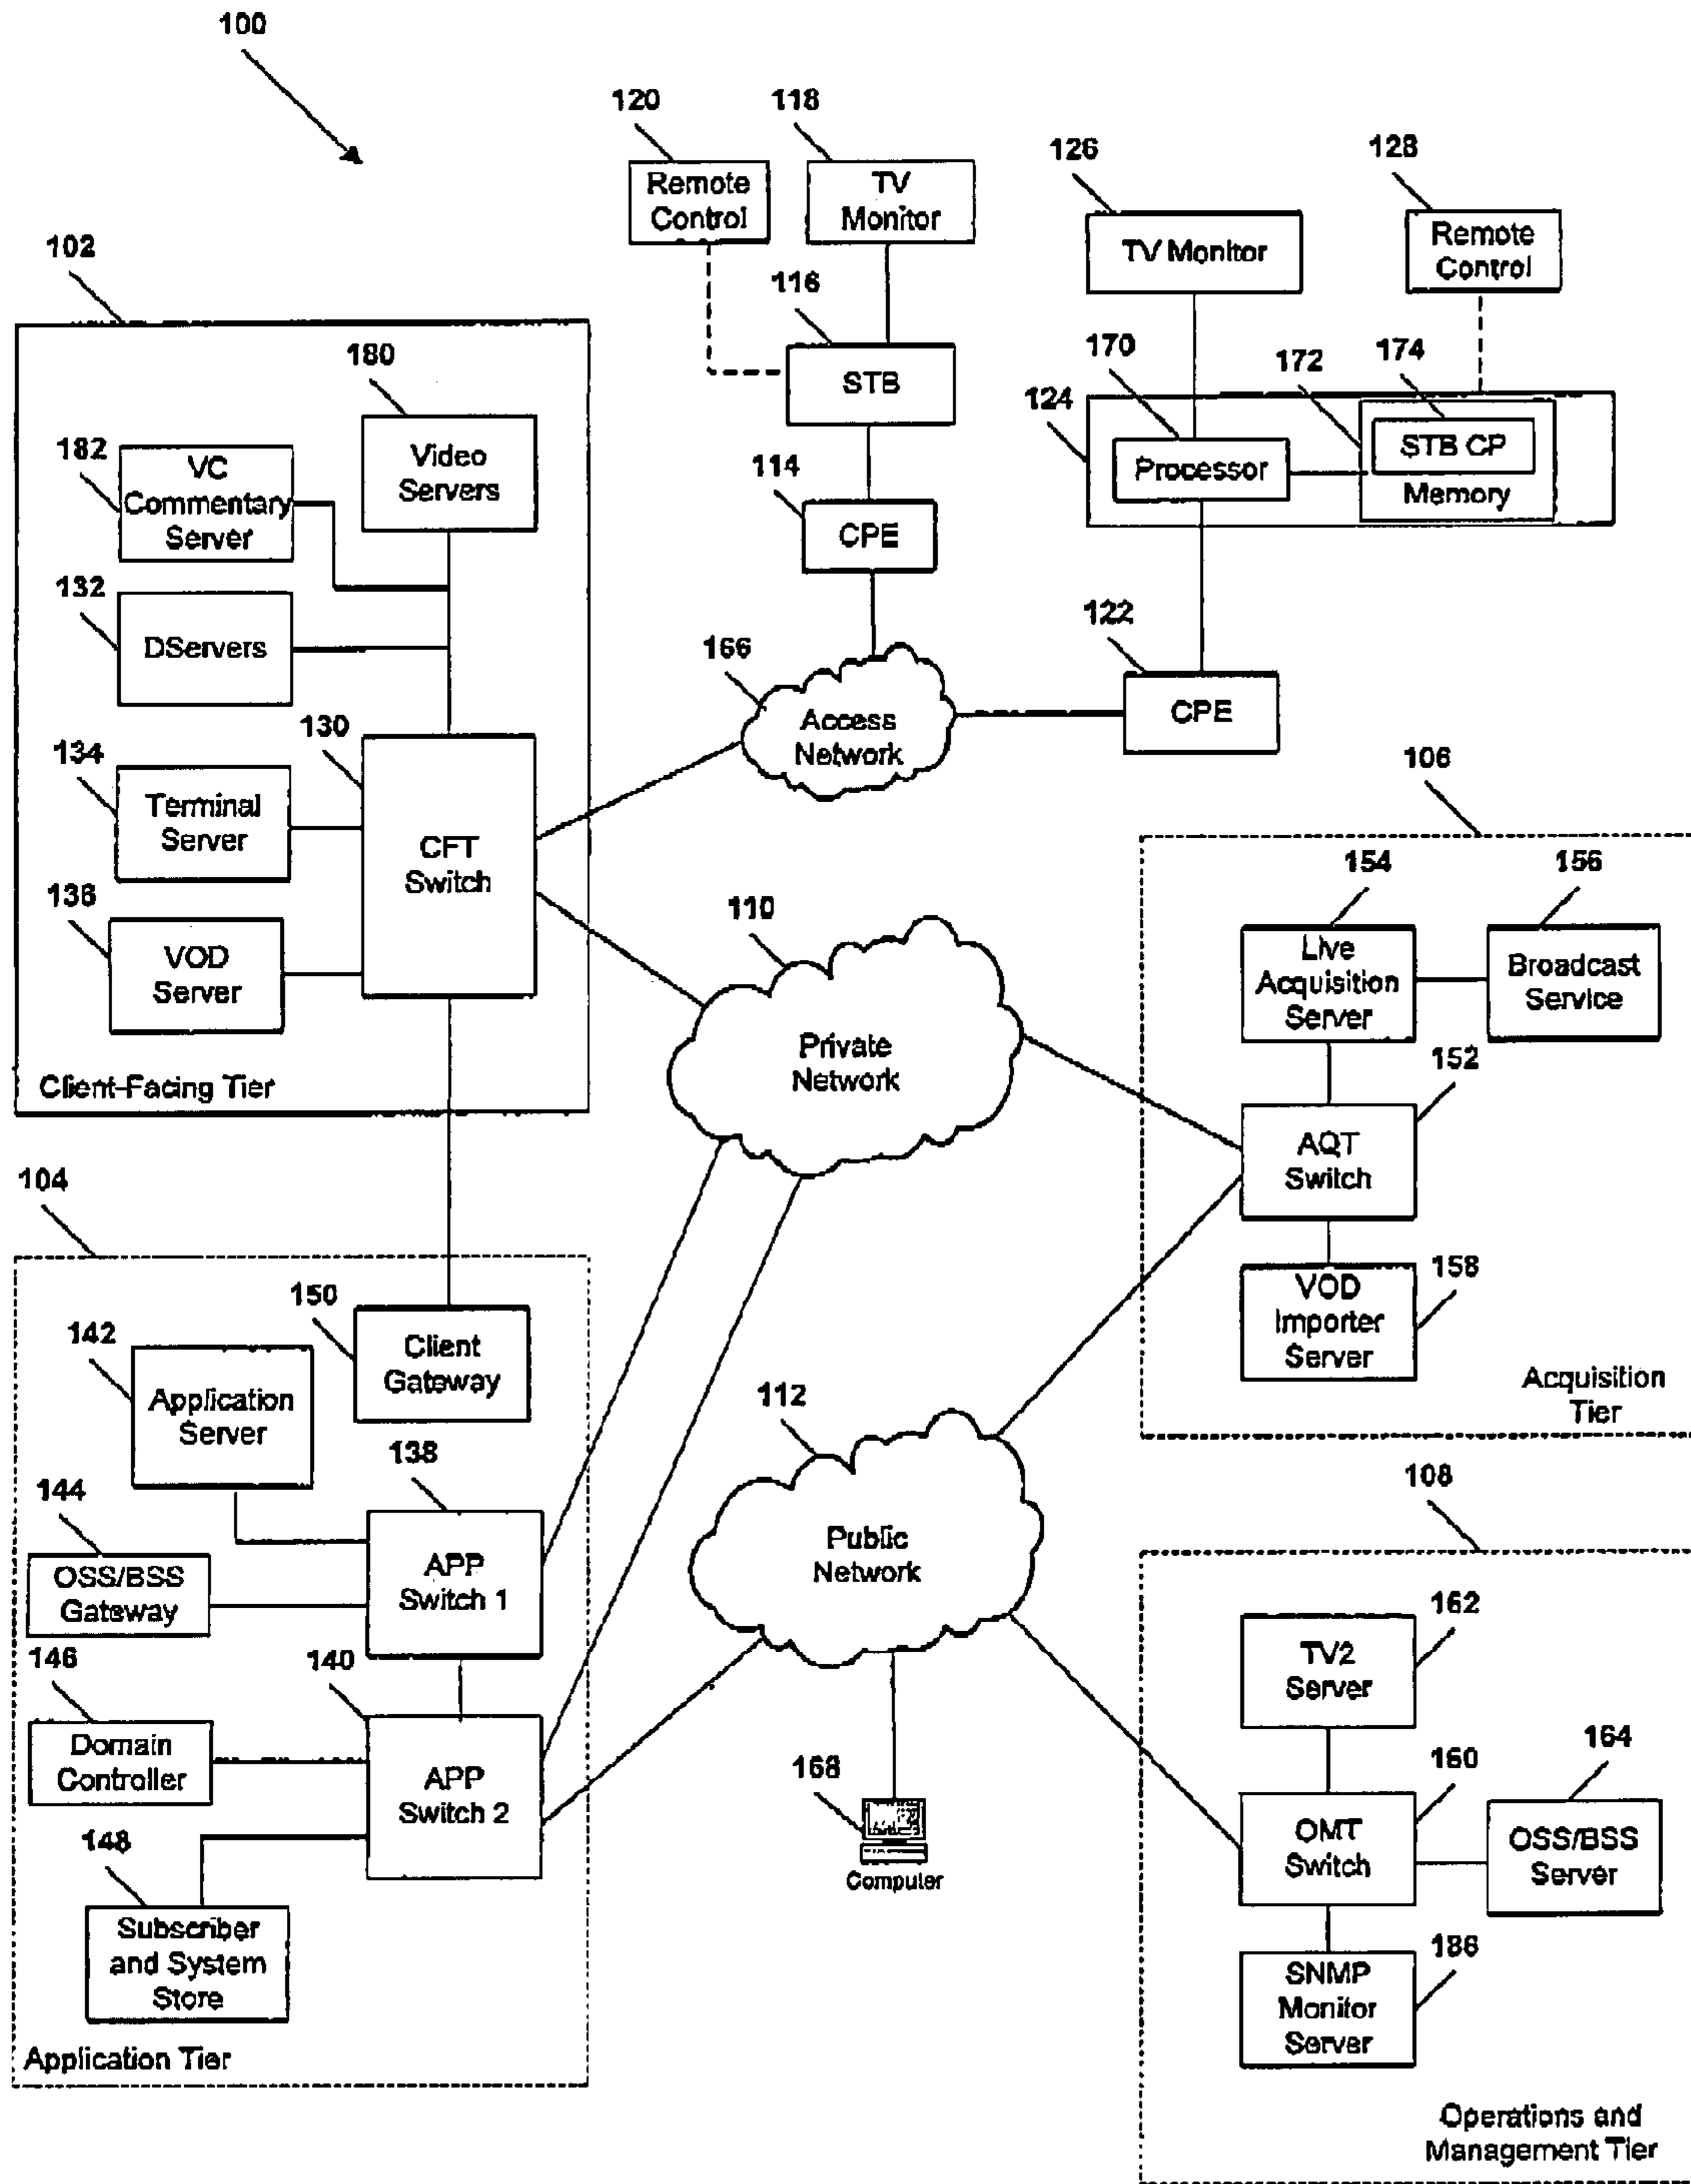 100
120
118
126
128
Remote
Control
TV
Monitor
TV Monitor
Remote
Control
102
116
170
172
174
180
STB
124
STB CP
Processor
Memory
182
VC
Commentary
Server
Video
Servers
114
CPE
132
DServers
122
166
Access
Network
CPE
134
130
Terminal
Server
CFT
Switch
106
136
VOD
Server
110
154
156
Live
Acquisition
Server
Broadcast
Service
Private
Network
Client-Facing Tier
152
AQT
Switch
104
150
158
142
Client
Gateway
VOD
Importer
Server
Application
Server
112
Acquisition
Tier
138
108
144
OSS/BSS
Gateway
APP
Switch 1
Public
Network
162
TV2
Server
146
140
Domain
Controller
APP
Switch 2
168
160
164
OMT
Switch
OSS/BSS
Server
148
Computer
Subscriber
and System
Store
186
SNMP
Monitor
Server
Application Tier
Operations and
Management Tier